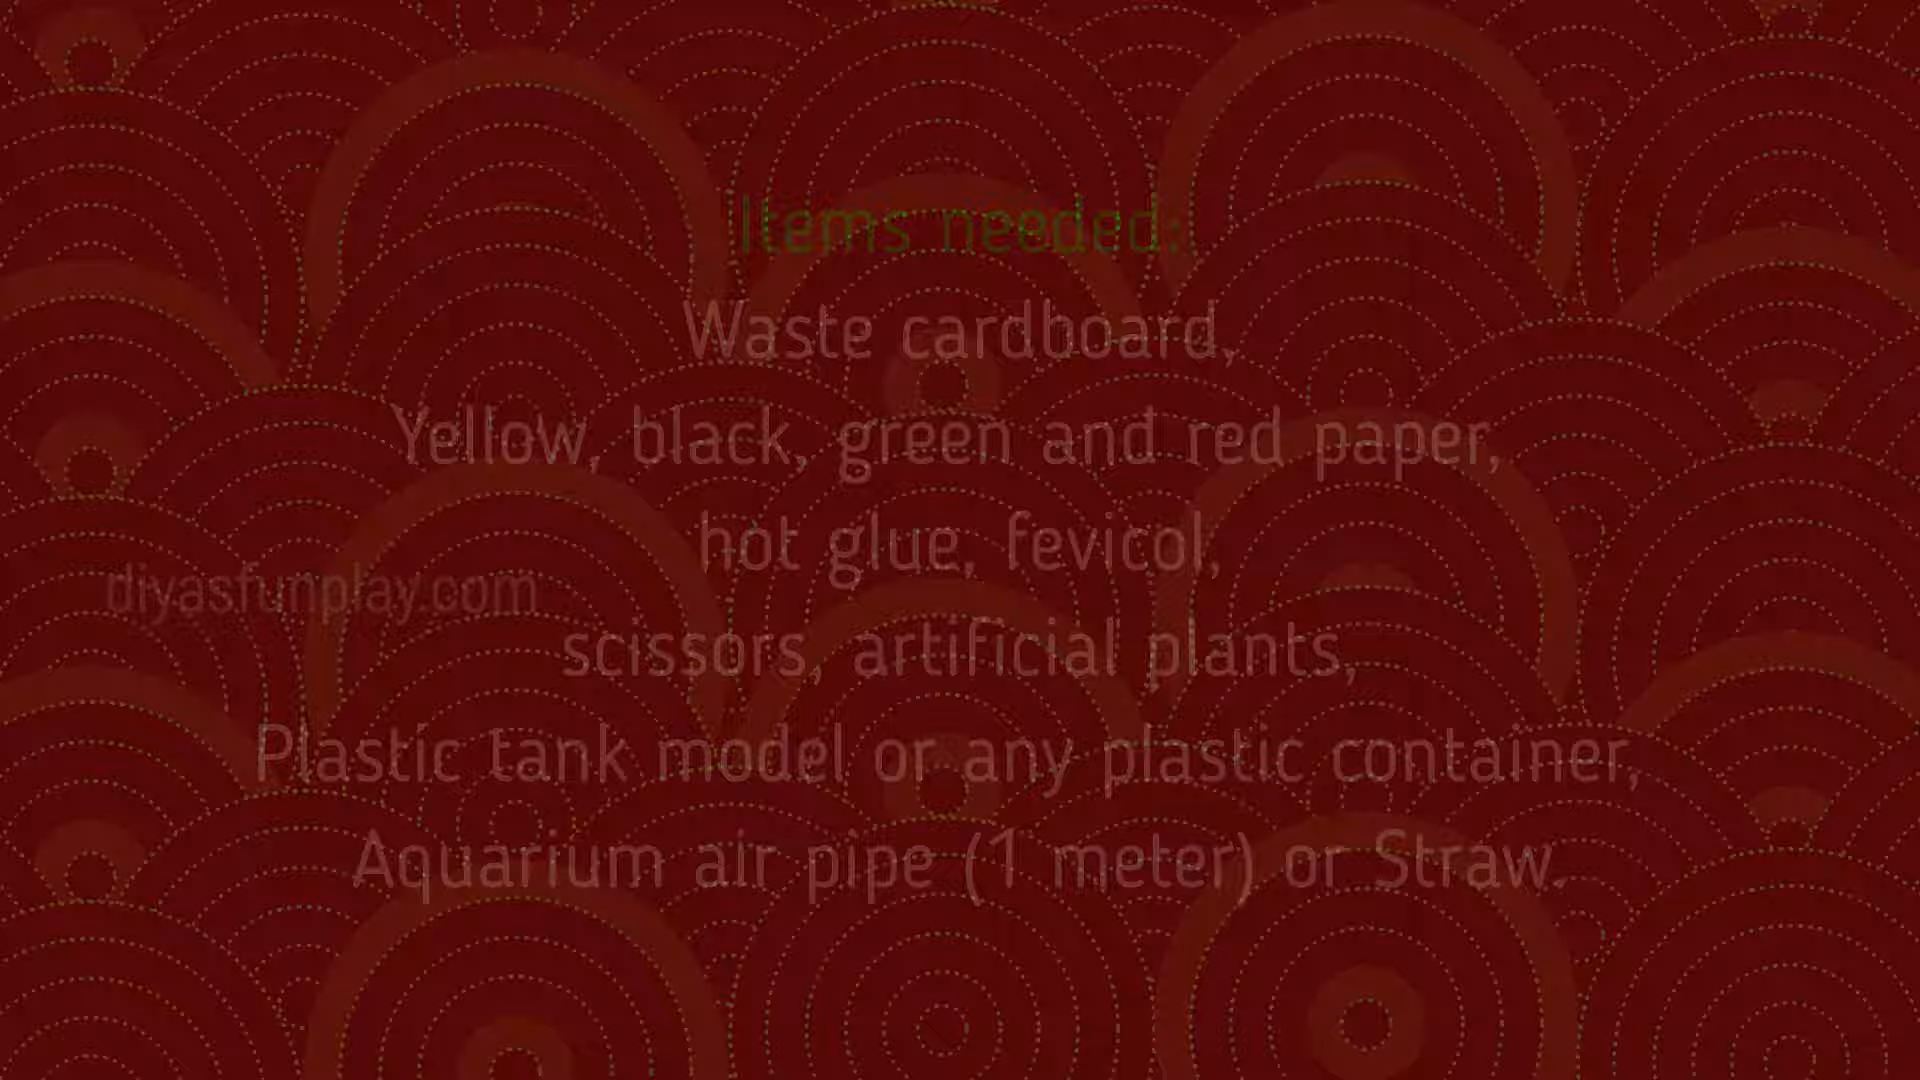 Items needed:
Waste cardboard,
Yellow, black, green and red paper,
hot glue, fevicol,
diyasfunplay.com
scissors, artificial plants,
Plastic tank model or any plastic container,
Aquarium air pipe (1 meter) or Straw.